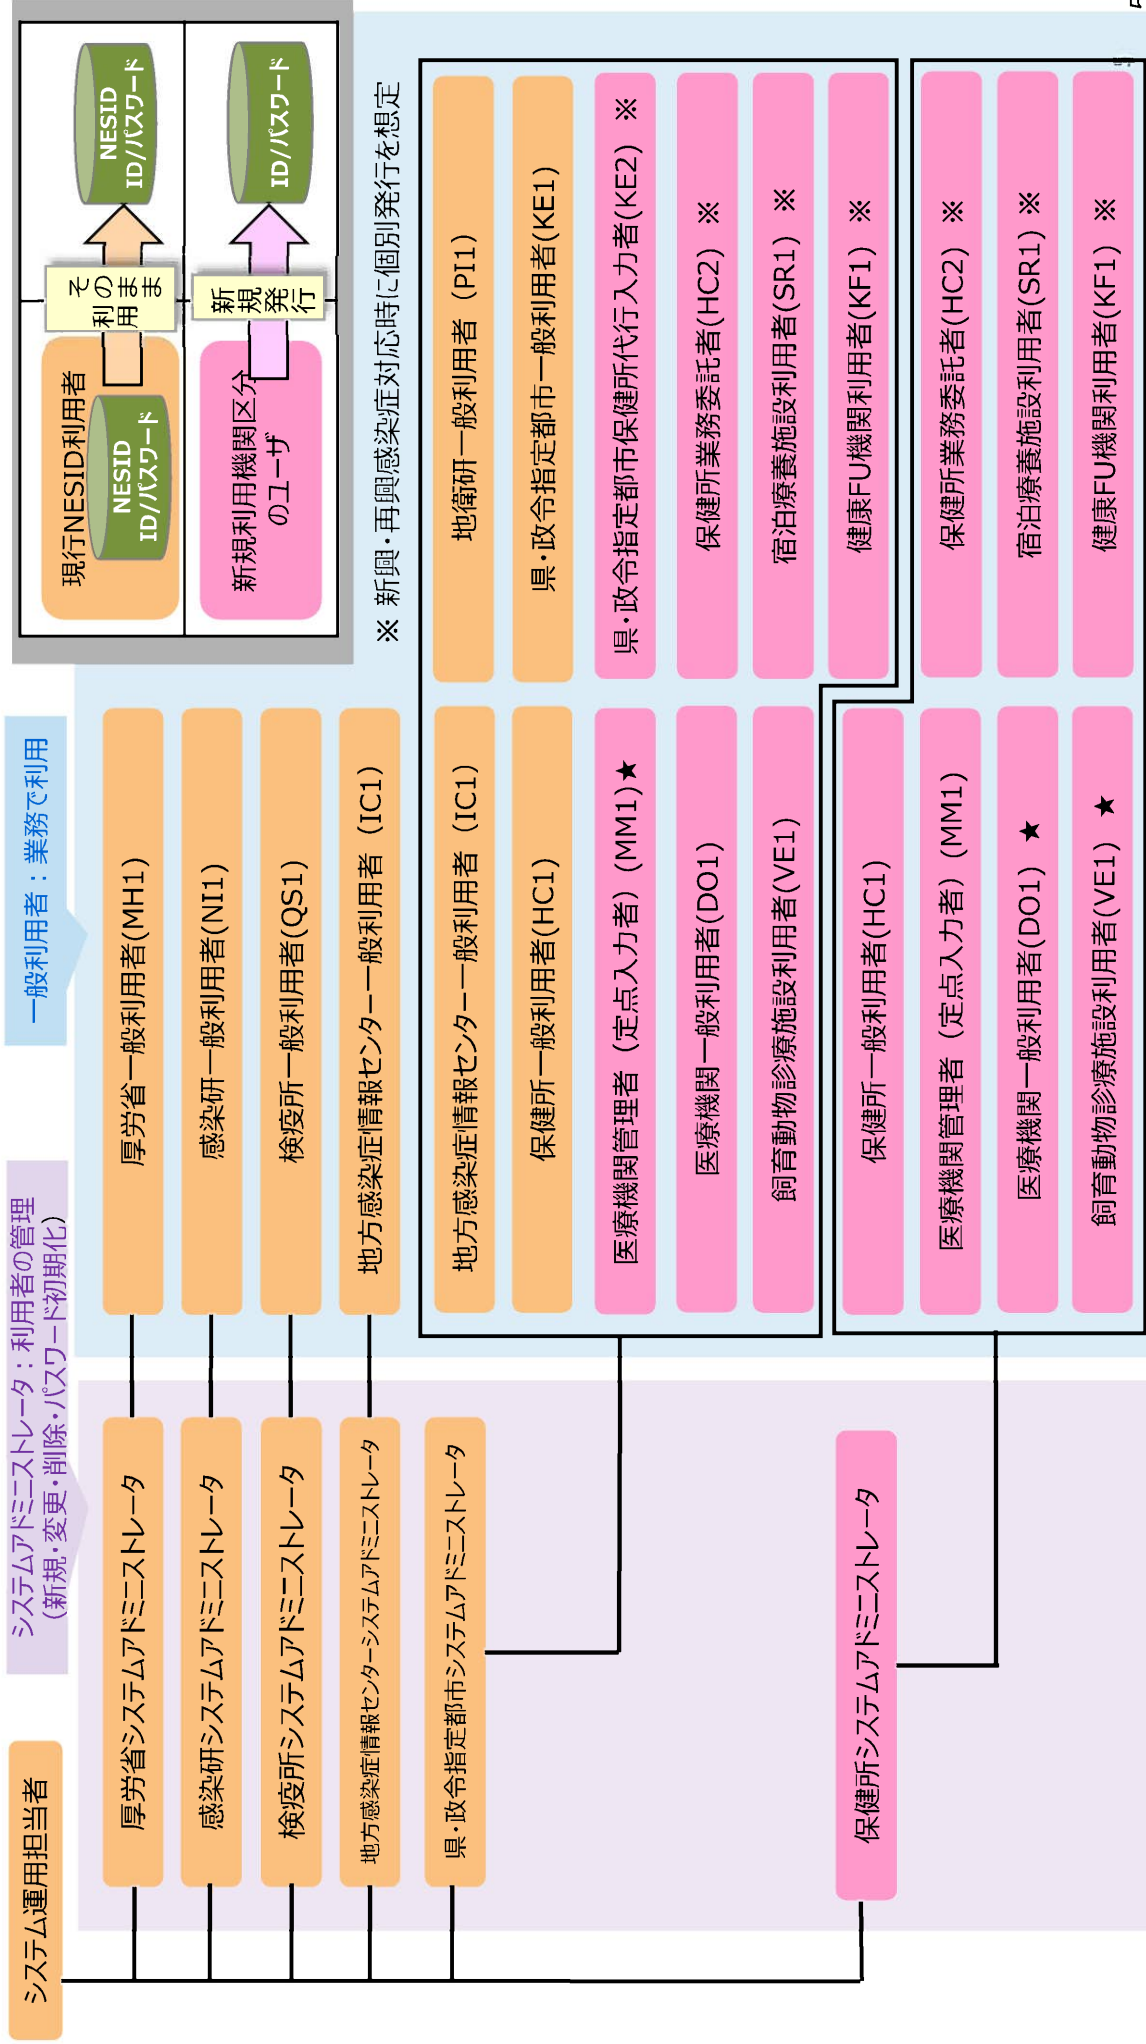 システム運用担当者
システムアドミニストレータ：利用者の管理
（新規・変更・削除・パスワード初期化）
一般利用者：業務で利用
現行NESID利用者
NESID
ID/パスワード
その
まま
利用
NESID
ID/パスワード
新規利用機関区分
のユーザ
新規
発行
ID/パスワード
※ 新興・再興感染症対応時に個別発行を想定
厚労省システムアドミニストレータ
厚労省一般利用者(MH1)
感染研システムアドミニストレータ
感染研一般利用者(NI1)
検疫所システムアドミニストレータ
検疫所一般利用者(QS1)
地方感染症情報センターシステムアドミニストレータ
地方感染症情報センター一般利用者（IC1）
県・政令指定都市システムアドミニストレータ
地方感染症情報センター一般利用者（IC1）
地衛研一般利用者（PI1）
保健所一般利用者(HC1)
県・政令指定都市一般利用者(KE1)
医療機関管理者（定点入力者）(MM1)★
県・政令指定都市保健所代行入力者(KE2) ※
医療機関一般利用者(DO1)
保健所業務委託者(HC2) ※
飼育動物診療施設利用者(VE1)
宿泊療養施設利用者(SR1) ※
健康FU機関利用者(KF1) ※
保健所システムアドミニストレータ
保健所一般利用者(HC1)
医療機関管理者（定点入力者）(MM1)
保健所業務委託者(HC2) ※
医療機関一般利用者(DO1) ★
宿泊療養施設利用者(SR1) ※
飼育動物診療施設利用者(VE1) ★
健康FU機関利用者(KF1) ※